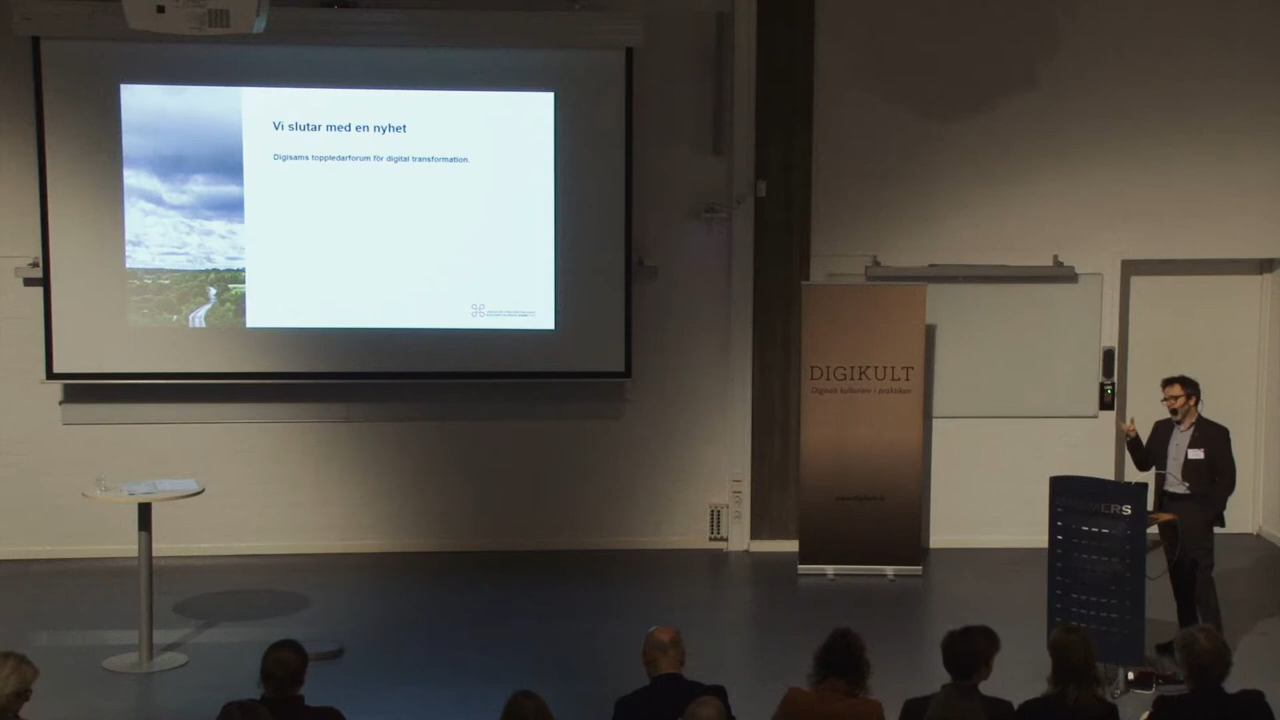 Vi slutar med en nyhet
Digisams toppledarforum för digital transformation.
DIGIKULT
Digitalt kulturarv i praktiken